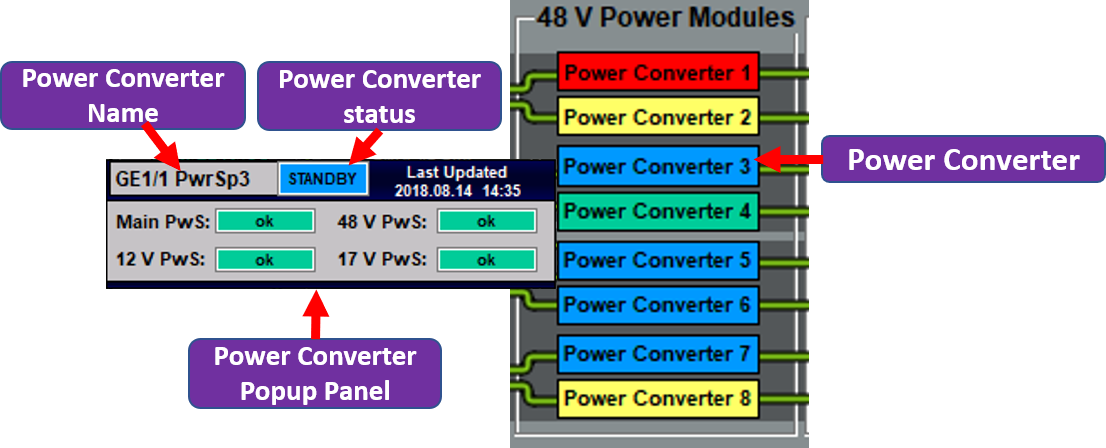 48 V Power Modules
Power Converter
Name
Power Converter
status
Power Converter 1
Power Converter 2
Power Converter 3
Power Converter
GE1/1 PwrSp3
STANDBY
Last Updated
2018.08.14 14:35
Main PwS: ok 48 V PwS: ok
12 V PwS: ok 17 V PwS: ok
Power Converter 4
Power Converter 5
Power Converter 6
Power Converter 7
Power Converter 8
Power Converter
Popup Panel